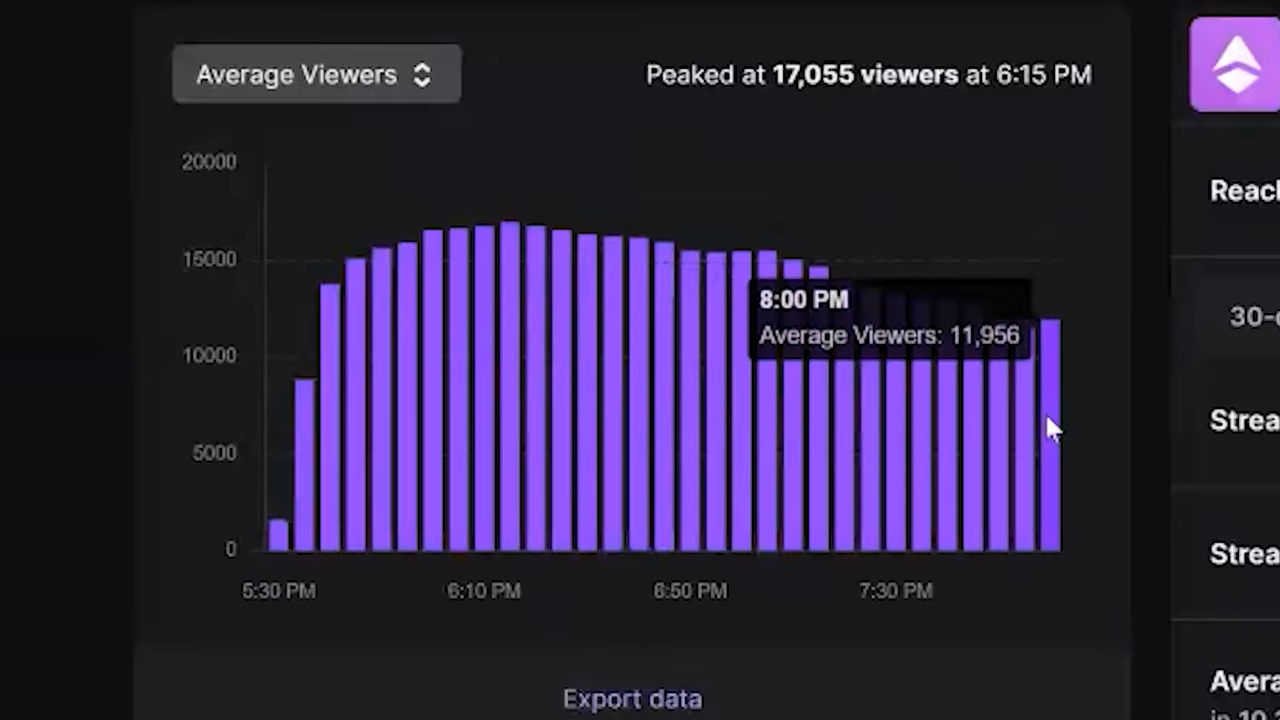 Average Viewers
Peaked at 17,055 viewers at 6:15 PM
20000
15000
10000
5000
0
8:00 PM
Average Viewers: 11,956
5:30 PM
6:10 PM
6:50 PM
7:30 PM
Export data
Reach
30-
Strea
Strea
Avera